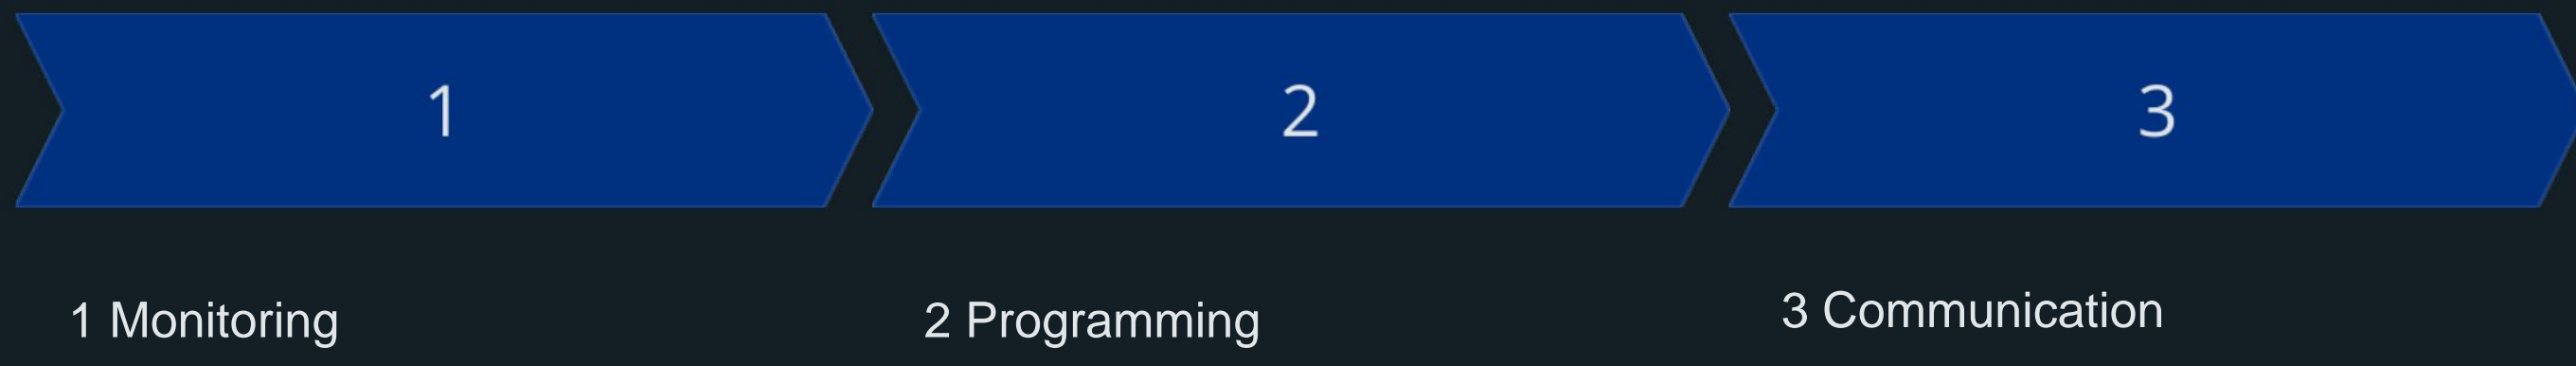 1
2
3
1 Monitoring
2 Programming
3 Communication